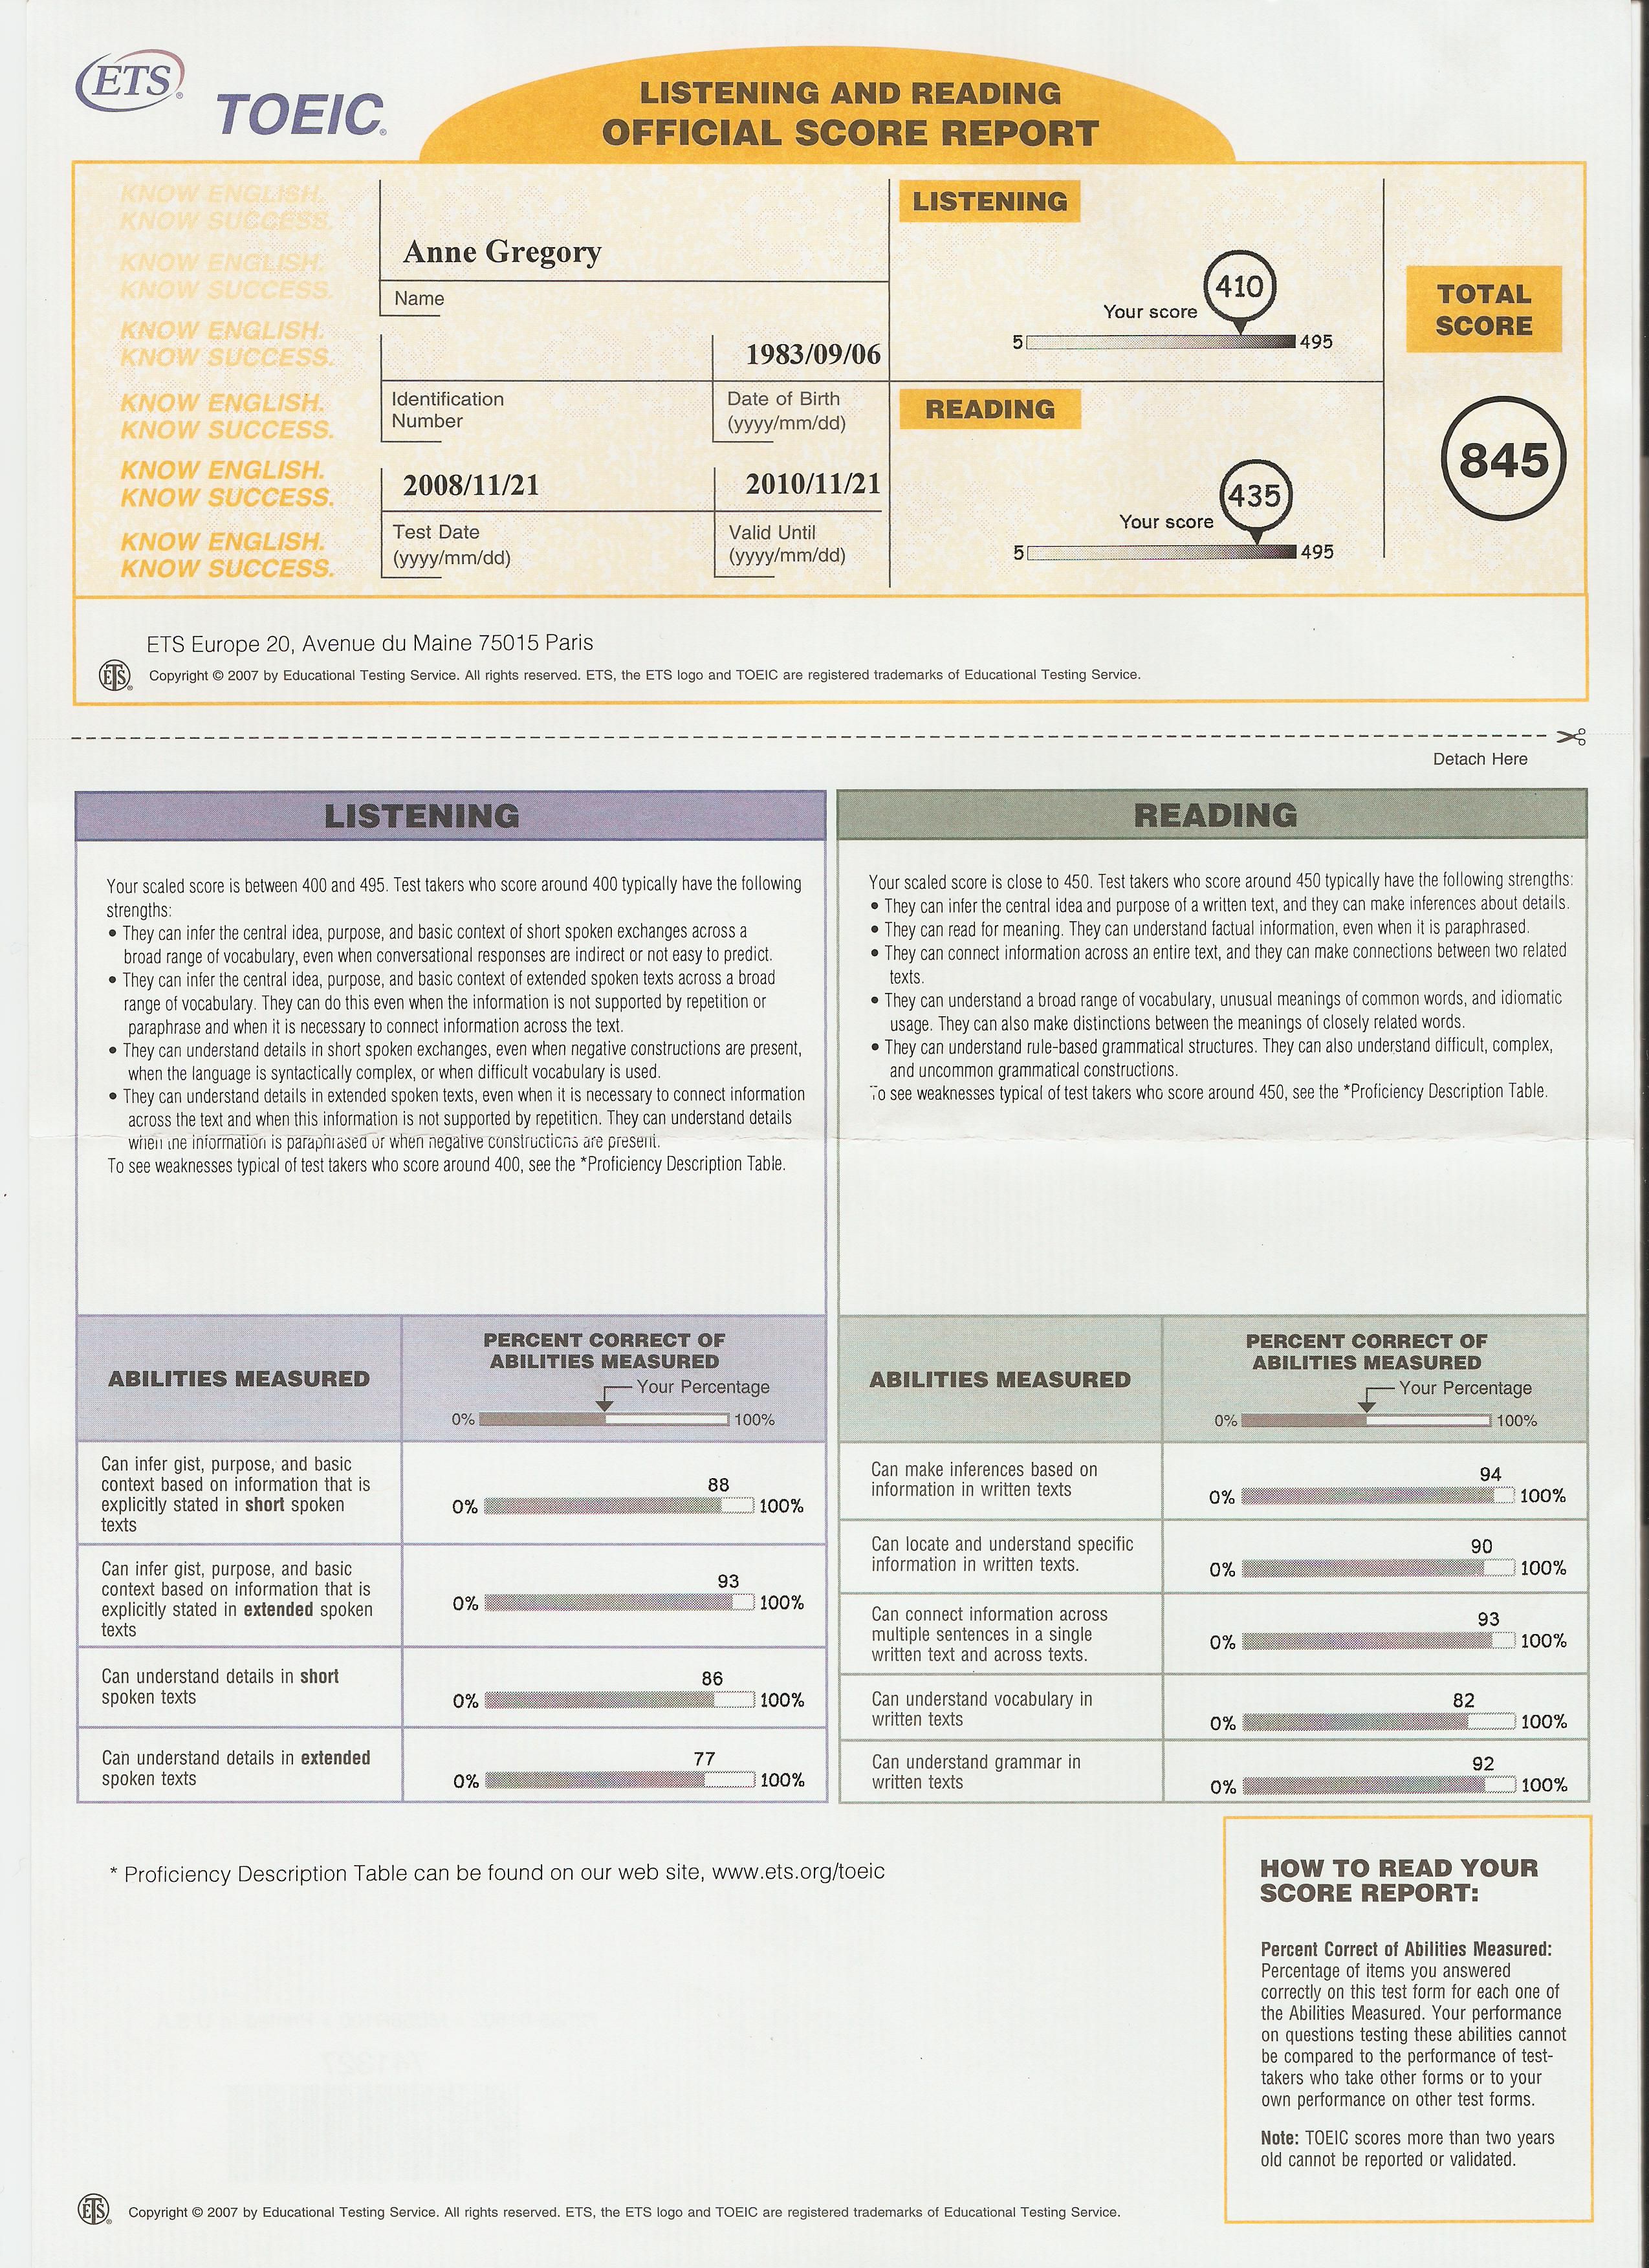 ETS®
TOEIC®
LISTENING AND READING
OFFICIAL SCORE REPORT
KNOW ENGLISH.
KNOW SUCCESS.
KNOW ENGLISH.
KNOW SUCCESS.
KNOW ENGLISH.
KNOW SUCCESS.
KNOW ENGLISH.
KNOW SUCCESS.
KNOW ENGLISH.
KNOW SUCCESS.
KNOW ENGLISH.
KNOW SUCCESS.
Anne Gregory
Name
1983/09/06
Identification
Number
Date of Birth
(yyyy/mm/dd)
2008/11/21
2010/11/21
Test Date
(yyyy/mm/dd)
Valid Until
(yyyy/mm/dd)
LISTENING
410
Your score
5 495
READING
435
Your score
5 495
TOTAL
SCORE
845
ETS Europe 20, Avenue du Maine 75015 Paris
ETS® Copyright © 2007 by Educational Testing Service. All rights reserved. ETS, the ETS logo and TOEIC are registered trademarks of Educational Testing Service.
Detach Here
LISTENING
Your scaled score is between 400 and 495. Test takers who score around 400 typically have the following
strengths:
• They can infer the central idea, purpose, and basic context of short spoken exchanges across a
broad range of vocabulary, even when conversational responses are indirect or not easy to predict.
• They can infer the central idea, purpose, and basic context of extended spoken texts across a broad
range of vocabulary. They can do this even when the information is not supported by repetition or
paraphrase and when it is necessary to connect information across the text.
• They can understand details in short spoken exchanges, even when negative constructions are present,
when the language is syntactically complex, or when difficult vocabulary is used.
• They can understand details in extended spoken texts, even when it is necessary to connect information
across the text and when this information is not supported by repetition. They can understand details
when the information is paraphrased or when negative constructions are present.
To see weaknesses typical of test takers who score around 400, see the *Proficiency Description Table.
READING
Your scaled score is close to 450. Test takers who score around 450 typically have the following strengths:
• They can infer the central idea and purpose of a written text, and they can make inferences about details.
• They can read for meaning. They can understand factual information, even when it is paraphrased.
• They can connect information across an entire text, and they can make connections between two related
texts.
• They can understand a broad range of vocabulary, unusual meanings of common words, and idiomatic
usage. They can also make distinctions between the meanings of closely related words.
• They can understand rule-based grammatical structures. They can also understand difficult, complex,
and uncommon grammatical constructions.
To see weaknesses typical of test takers who score around 450, see the *Proficiency Description Table.
ABILITIES MEASURED
PERCENT CORRECT OF
ABILITIES MEASURED
Your Percentage
0% 100%
Can infer gist, purpose, and basic
context based on information that is
explicitly stated in short spoken
texts
88
0% 100%
Can infer gist, purpose, and basic
context based on information that is
explicitly stated in extended spoken
texts
93
0% 100%
Can understand details in short
spoken texts
86
0% 100%
Can understand details in extended
spoken texts
77
0% 100%
ABILITIES MEASURED
PERCENT CORRECT OF
ABILITIES MEASURED
Your Percentage
0% 100%
Can make inferences based on
information in written texts
94
0% 100%
Can locate and understand specific
information in written texts.
90
0% 100%
Can connect information across
multiple sentences in a single
written text and across texts.
93
0% 100%
Can understand vocabulary in
written texts
82
0% 100%
Can understand grammar in
written texts
92
0% 100%
* Proficiency Description Table can be found on our web site, www.ets.org/toeic
HOW TO READ YOUR
SCORE REPORT:
Percent Correct of Abilities Measured:
Percentage of items you answered
correctly on this test form for each one of
the Abilities Measured. Your performance
on questions testing these abilities cannot
be compared to the performance of test-
takers who take other forms or to your
own performance on other test forms.
Note: TOEIC scores more than two years
old cannot be reported or validated.
ETS® Copyright © 2007 by Educational Testing Service. All rights reserved. ETS, the ETS logo and TOEIC are registered trademarks of Educational Testing Service.